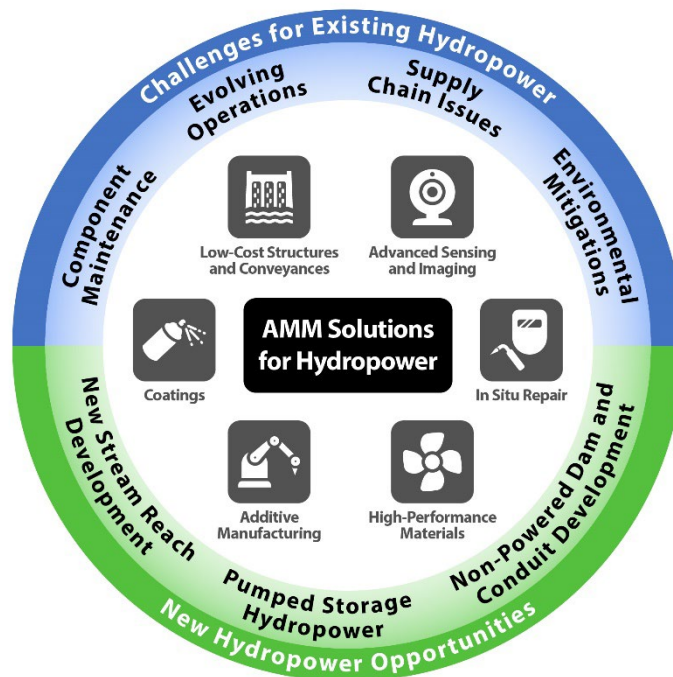 Challenges for Existing Hydropower
Component
Maintenance
Evolving
Operations
Supply
Chain Issues
Environmental
Mitigations
Low-Cost Structures
and Conveyances
Advanced Sensing
and Imaging
Coatings
AMM Solutions
for Hydropower
In Situ Repair
Additive
Manufacturing
High-Performance
Materials
New Stream Reach
Development
Pumped Storage
Hydropower
Non-Powered Dam and
Conduit Development
New Hydropower Opportunities